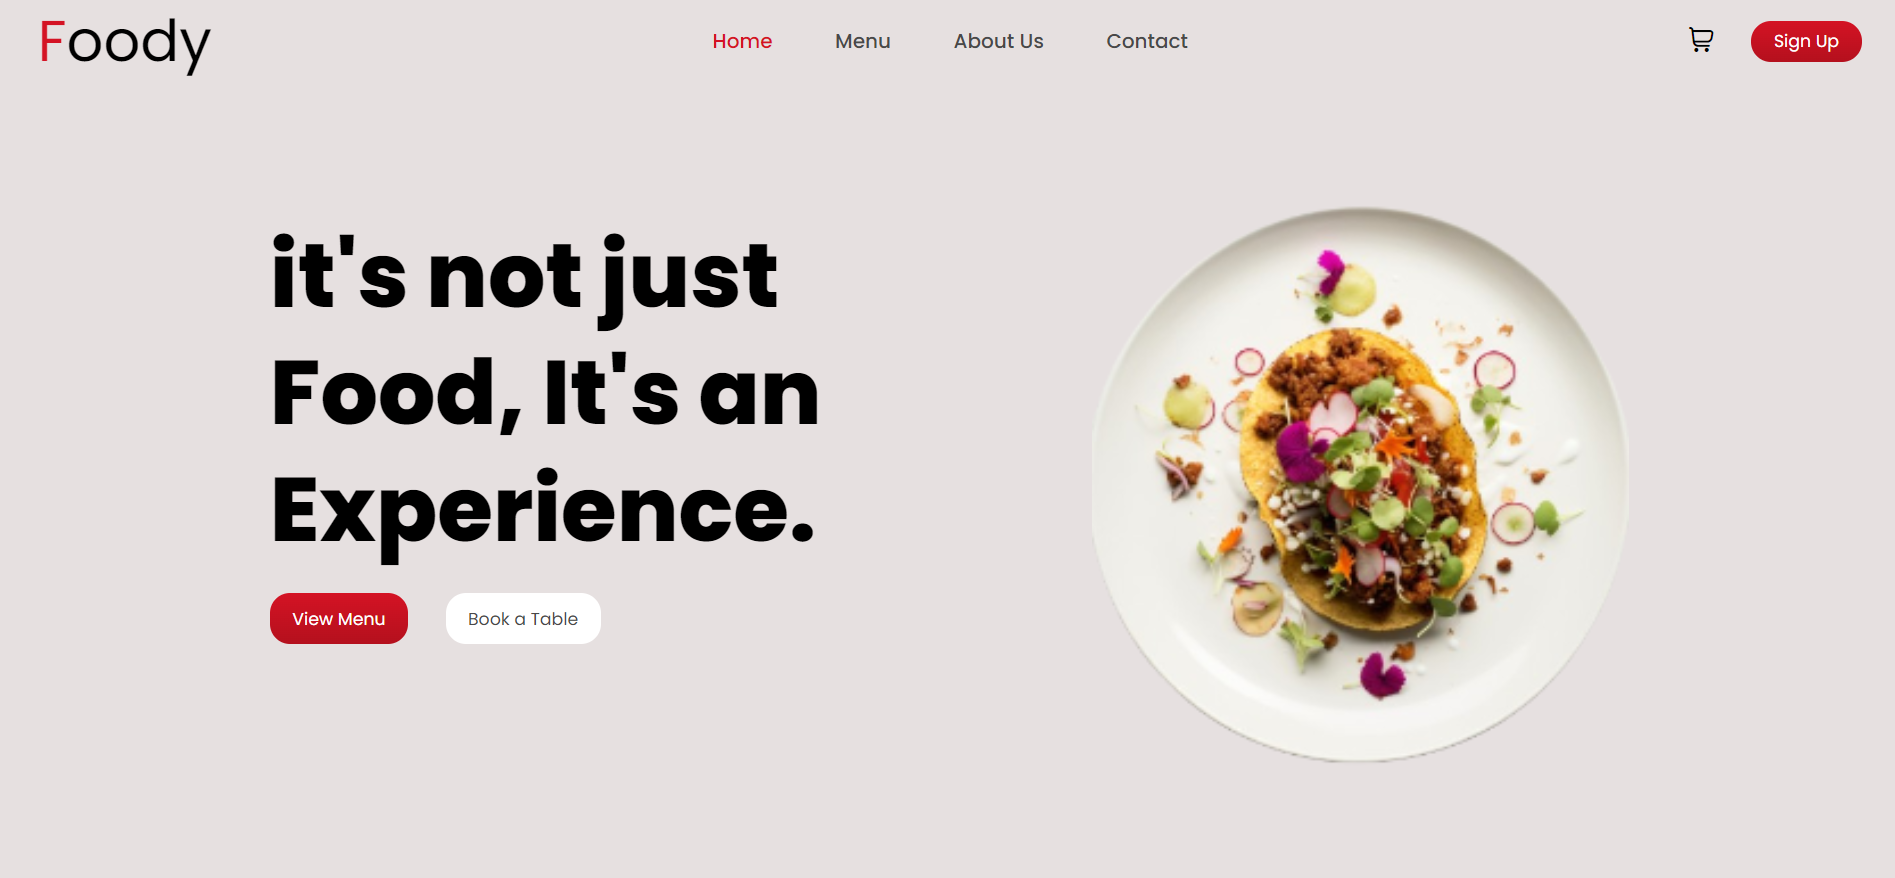 Foody
Home Menu About Us Contact
Sign Up
it's not just
Food, It's an
Experience.
View Menu
Book a Table